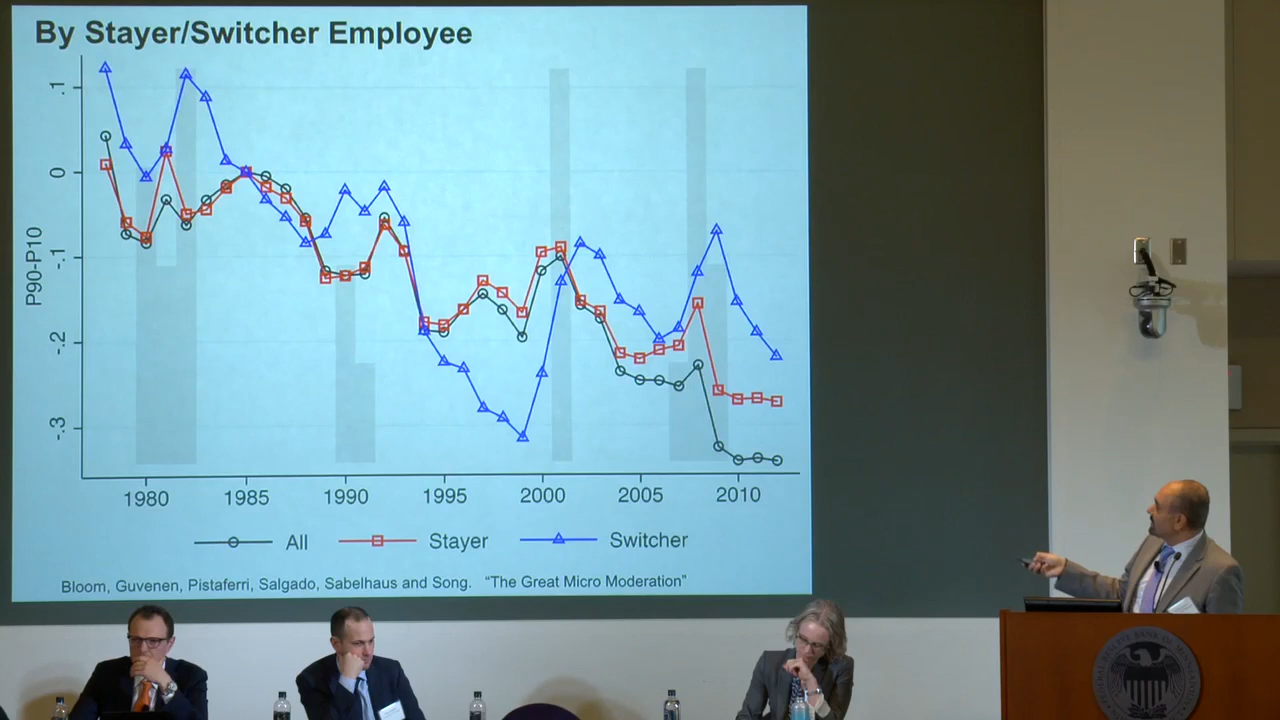 By Stayer/Switcher Employee
.1
0
-.1
-.2
-.3
P90-P10
1980 1985 1990 1995 2000 2005 2010
All Stayer Switcher
Bloom, Guvenen, Pistaferri, Salgado, Sabelhaus and Song. “The Great Micro Moderation”